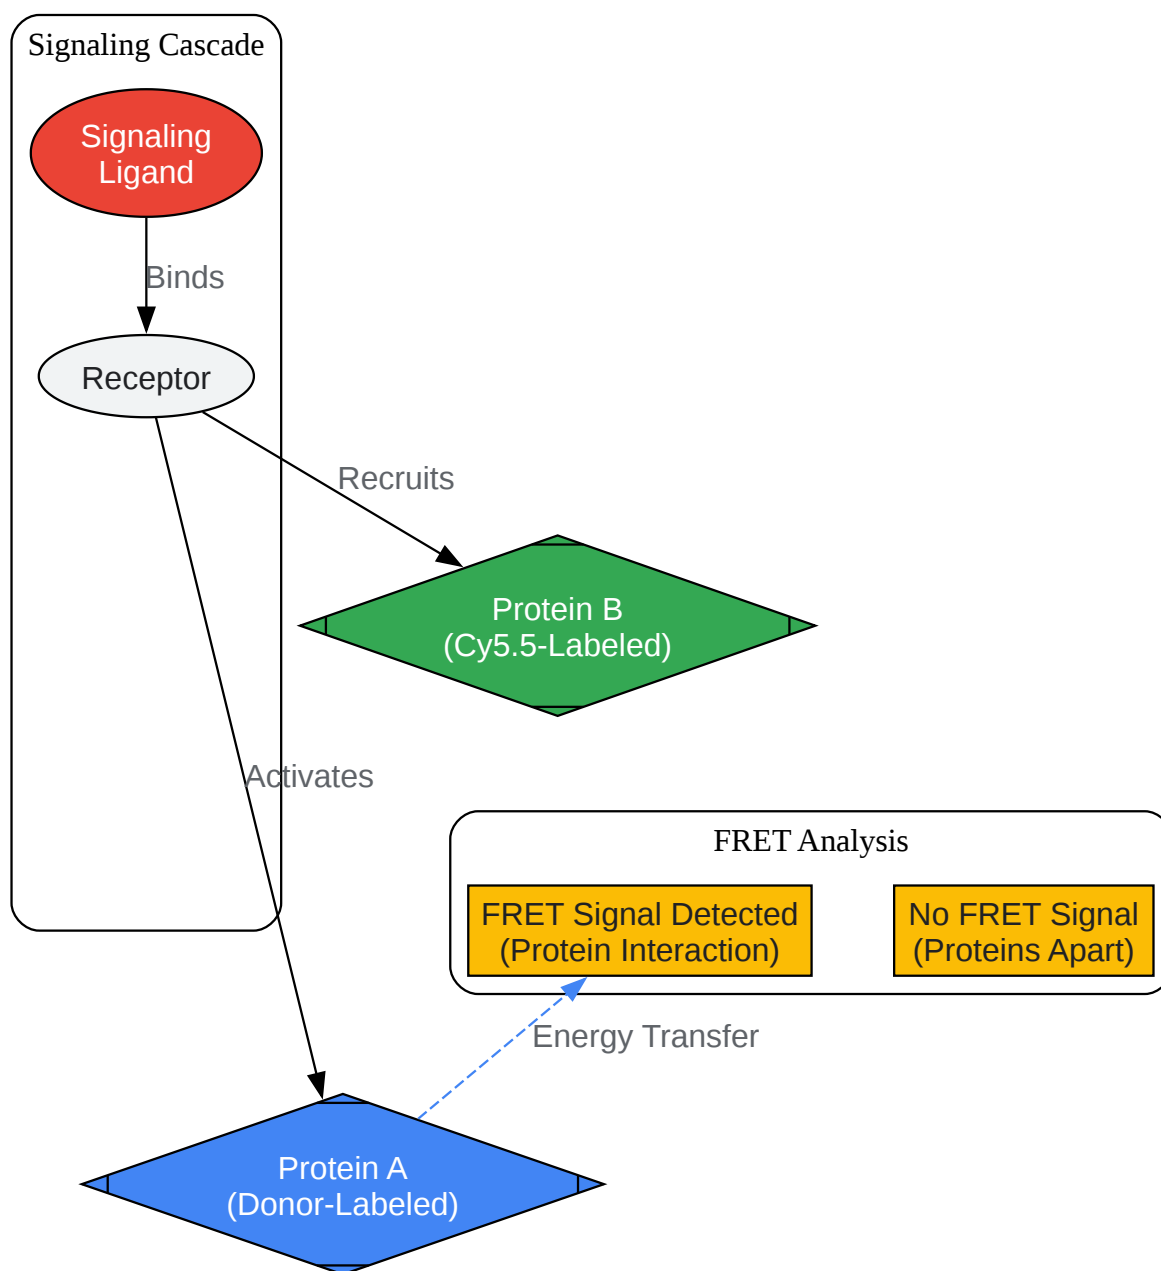 Signaling Cascade
Signaling
Ligand
Binds
Receptor
Recruits
Protein B
(Cy5.5-Labeled)
Activates
FRET Analysis
FRET Signal Detected
(Protein Interaction)
No FRET Signal
(Proteins Apart)
Energy Transfer
Protein A
(Donor-Labeled)